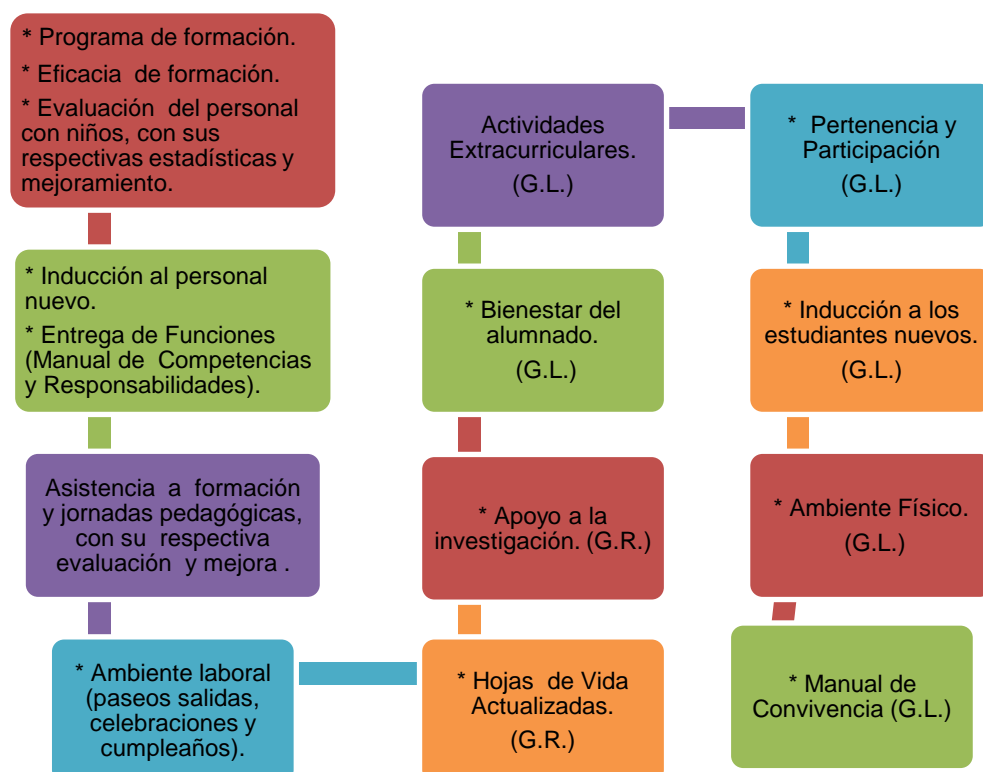 * Programa de formación.
* Eficacia de formación.
* Evaluación del personal
con niños, con sus
respectivas estadísticas y
mejoramiento.
* Inducción al personal
nuevo.
* Entrega de Funciones
(Manual de Competencias
y Responsabilidades).
Asistencia a formación
y jornadas pedagógicas,
con su respectiva
evaluación y mejora .
* Ambiente laboral
(paseos salidas,
celebraciones y
cumpleaños).
* Hojas de Vida
Actualizadas.
(G.R.)
* Apoyo a la
investigación. (G.R.)
* Bienestar del
alumnado.
(G.L.)
Actividades
Extracurriculares.
(G.L.)
* Pertenencia y
Participación
(G.L.)
* Inducción a los
estudiantes nuevos.
(G.L.)
* Ambiente Físico.
(G.L.)
* Manual de
Convivencia (G.L.)